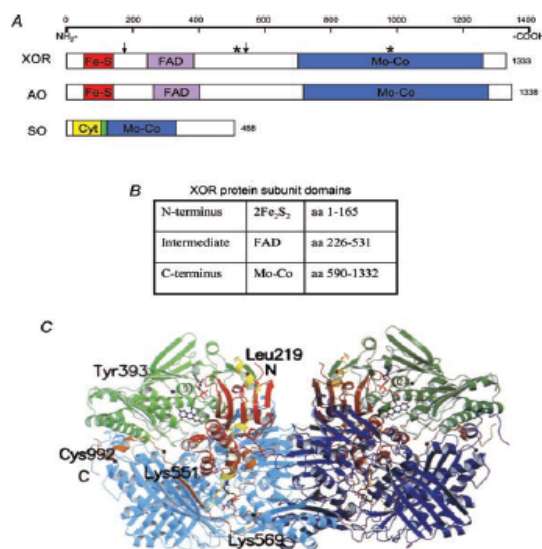 A
0 200 400 600 800 1000 1200 1400
NH₂- -COOH
XOR Fe-S FAD Mo-Co 1333
AO Fe-S FAD Mo-Co 1338
SO Cyt Mo-Co 488
B
XOR protein subunit domains
N-terminus 2Fe₂S₂ aa 1-165
Intermediate FAD aa 226-531
C-terminus Mo-Co aa 590-1332
C
Leu219
Tyr393 N
Cys992
C Lys551
Lys569